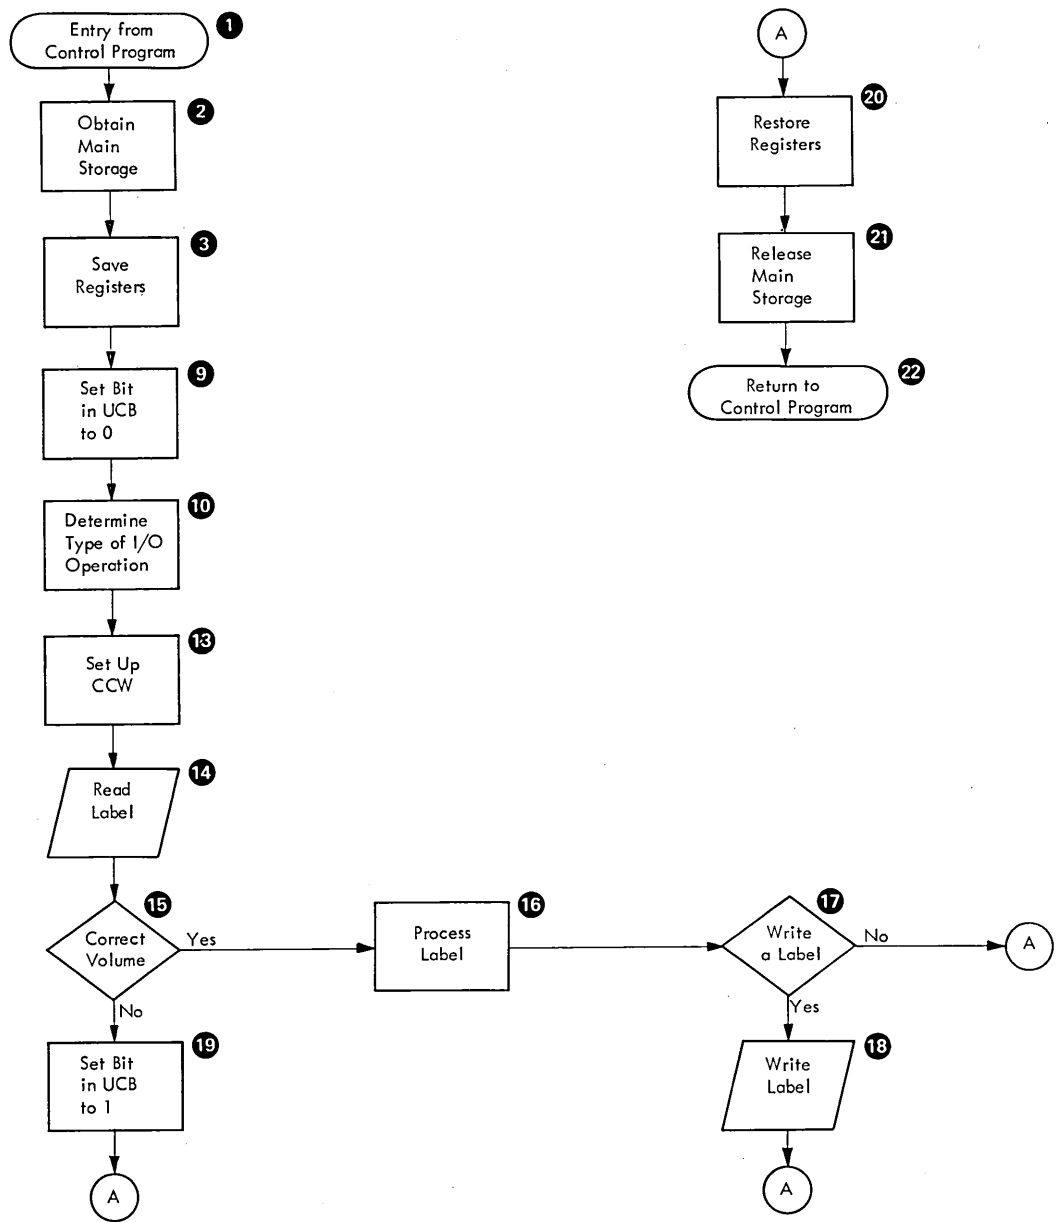 Entry from
Control Program
1
Obtain
Main
Storage
2
Save
Registers
3
Set Bit
in UCB
to 0
9
Determine
Type of I/O
Operation
10
Set Up
CCW
13
Read
Label
14
Correct
Volume
15
Yes
No
Process
Label
16
Write
a Label
17
No
A
Yes
Write
Label
18
A
Set Bit
in UCB
to 1
19
A
A
Restore
Registers
20
Release
Main
Storage
21
Return to
Control Program
22